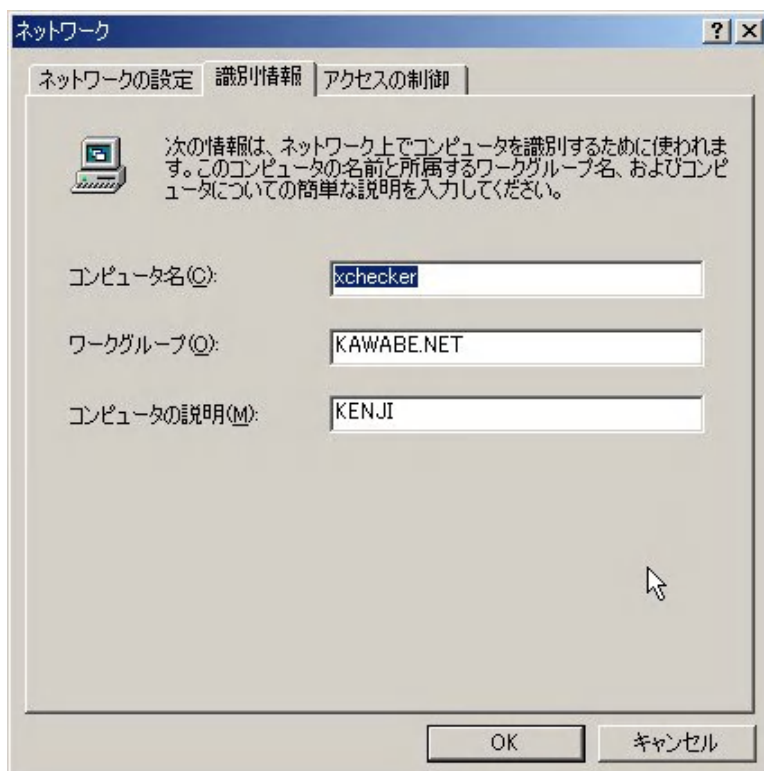 ネットワーク
ネットワークの設定 識別情報 アクセスの制御
次の情報は、ネットワーク上でコンピュータを識別するために使われま
す。このコンピュータの名前と所属するワークグループ名、およびコンピ
ュータについての簡単な説明を入力してください。
コンピュータ名(C): xchecker
ワークグループ(O): KAWABE.NET
コンピュータの説明(M): KENJI
OK キャンセル